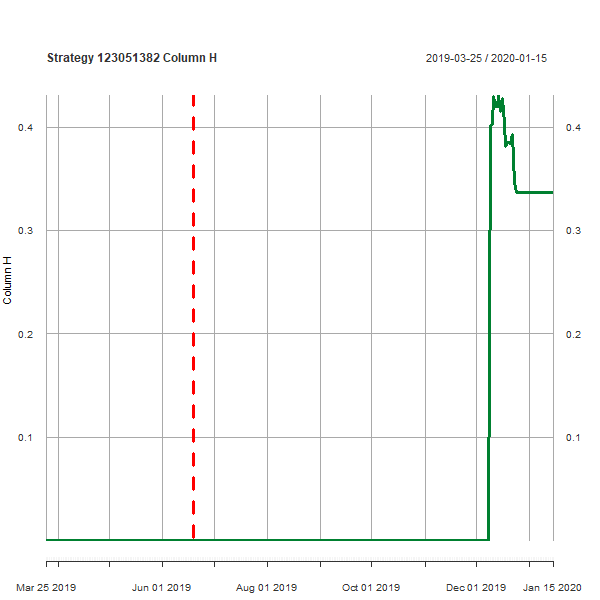 Strategy 123051382 Column H
2019-03-25 / 2020-01-15
0.4
0.4
0.3
0.3
Column H
0.2
0.2
0.1
0.1
Mar 25 2019
Jun 01 2019
Aug 01 2019
Oct 01 2019
Dec 01 2019
Jan 15 2020